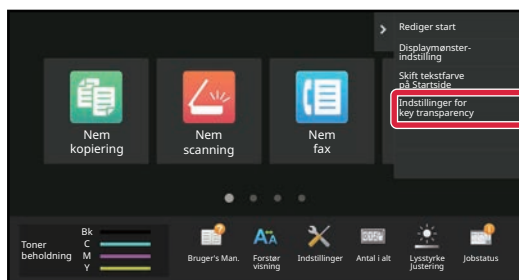 Rediger start
Displaymønster-
indstilling
Skift tekstfarve
på Startside
Indstillinger for
key transparency
Nem
kopiering
Nem
scanning
Nem
fax
Toner
beholdning
Bk
C
M
Y
Bruger's Man.
Forstør
visning
Indstillinger
Antal i alt
Lysstyrke
Justering
Jobstatus